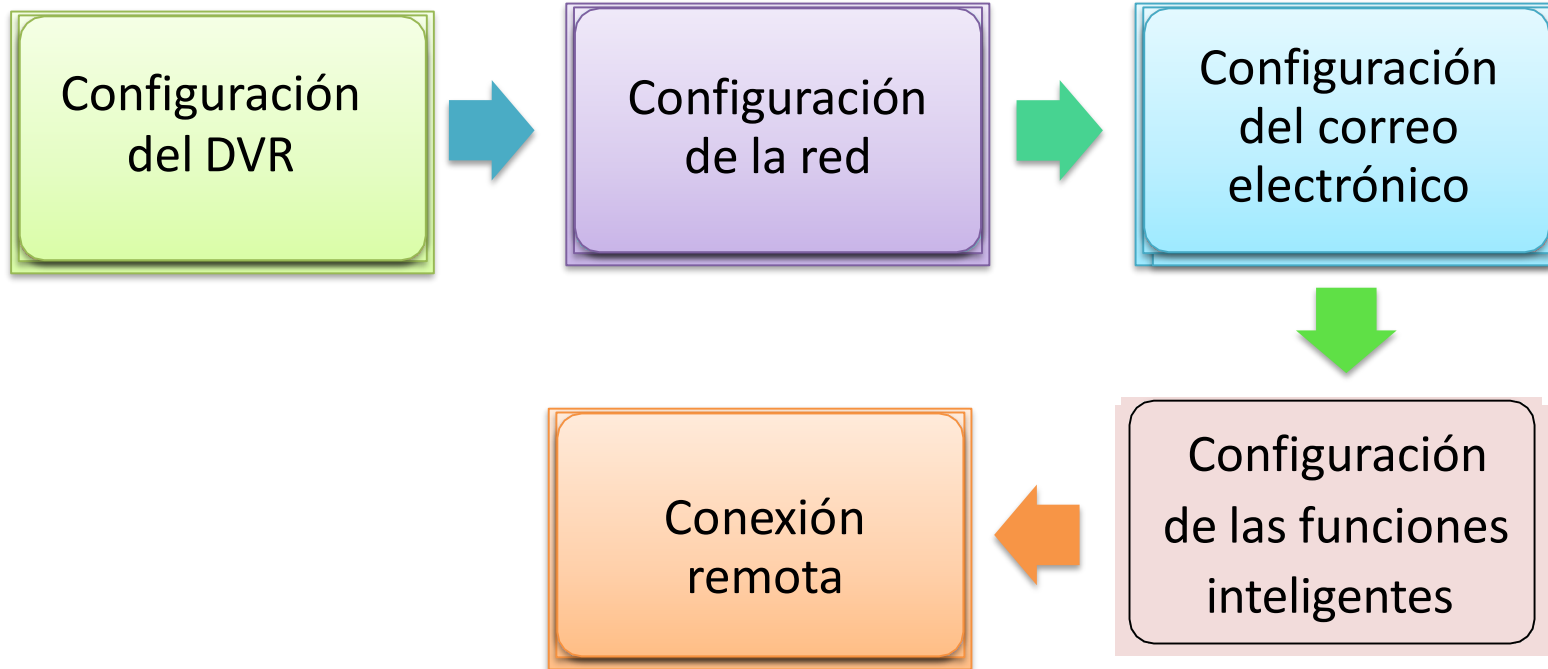 Configuración
del DVR
Configuración
de la red
Configuración
del correo
electrónico
Configuración
de las funciones
inteligentes
Conexión
remota